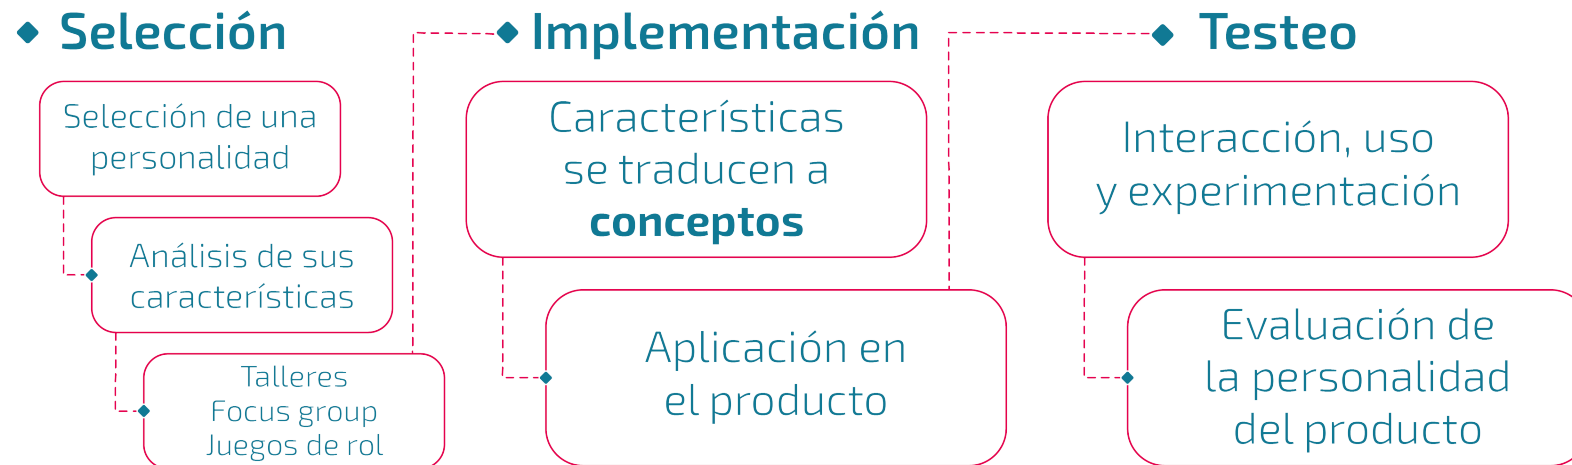 Selección
Selección de una
personalidad
Análisis de sus
características
Talleres
Focus group
Juegos de rol
Implementación
Características
se traducen a
conceptos
Aplicación en
el producto
Testeo
Interacción, uso
y experimentación
Evaluación de
la personalidad
del producto